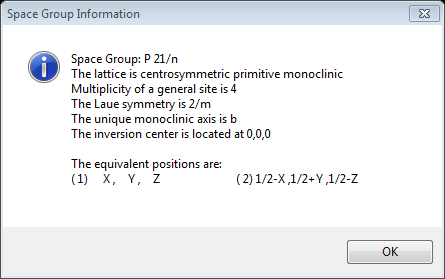 Space Group Information
Space Group: P 21/n
The lattice is centrosymmetric primitive monoclinic
Multiplicity of a general site is 4
The Laue symmetry is 2/m
The unique monoclinic axis is b
The inversion center is located at 0,0,0
The equivalent positions are:
(1) X , Y , Z (2) 1/2-X ,1/2+Y ,1/2-Z
OK